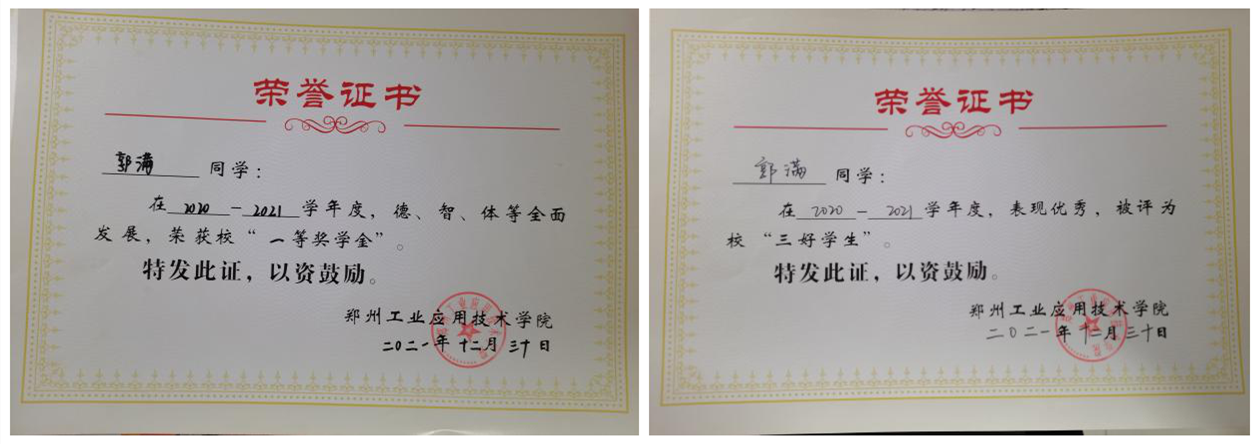 荣誉证书
郭满 同学：
在 2020 — 2021 学年度，德、智、体等全面
发展，荣获校“一等奖学金”。
特发此证，以资鼓励。
郑州工业应用技术学院
二〇二一年 十二月 三十日
荣誉证书
郭满 同学：
在 2020 — 2021 学年度，表现优秀，被评为
校“三好学生”。
特发此证，以资鼓励。
郑州工业应用技术学院
二〇二一年 十二月 三十日